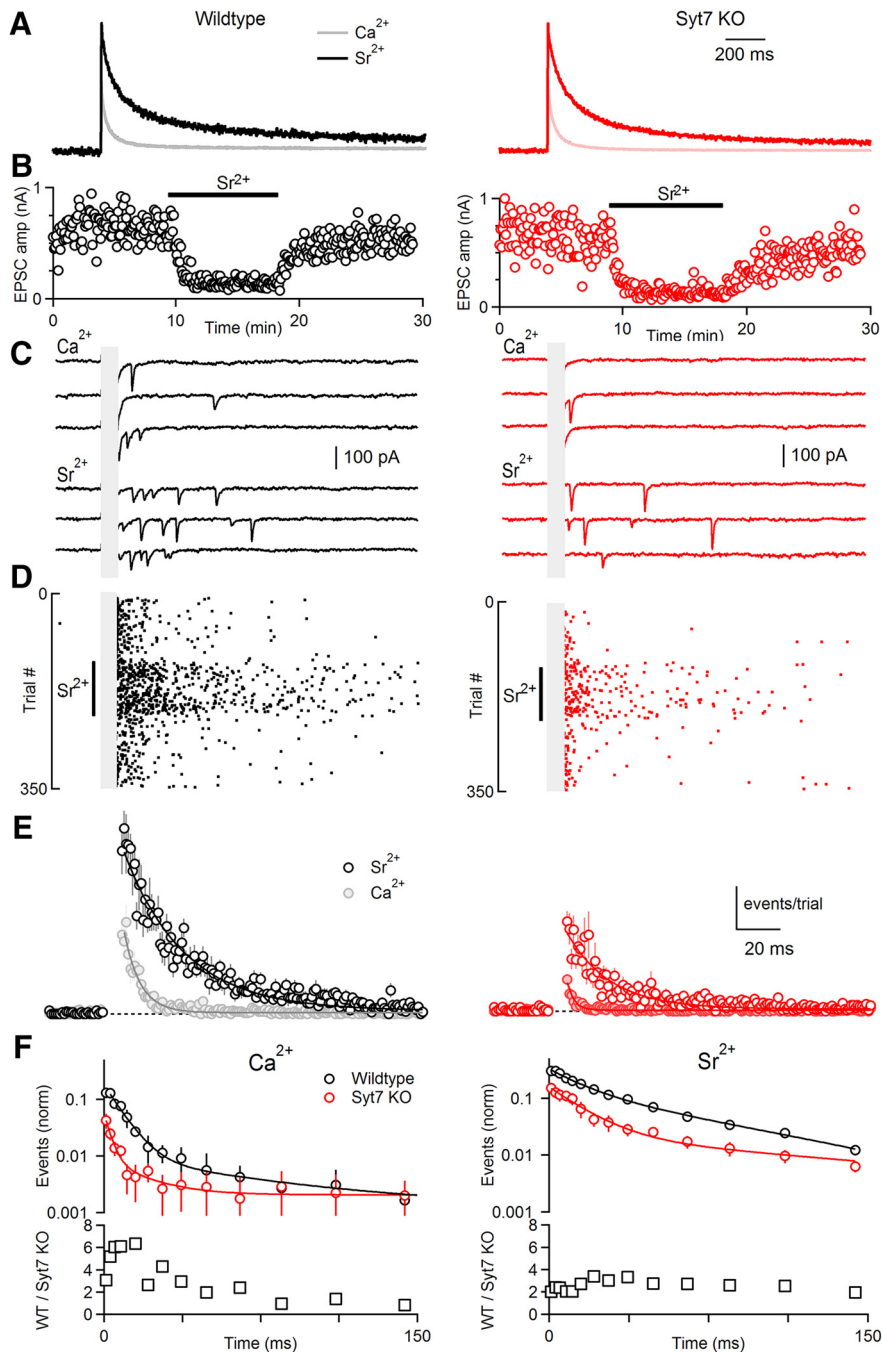 A
Wildtype
Syt7 KO
Ca2+
Sr2+
200 ms
B
Sr2+
Sr2+
EPSC amp (nA)
1
0
0
10
20
30
Time (min)
EPSC amp (nA)
1
0
0
10
20
30
Time (min)
C
Ca2+
Ca2+
100 pA
100 pA
Sr2+
Sr2+
D
0
Trial #
Sr2+
350
0
Trial #
Sr2+
350
E
Sr2+
Ca2+
events/trial
20 ms
F
Ca2+
Sr2+
Wildtype
Syt7 KO
Events (norm)
0.1
0.01
0.001
Events (norm)
0.1
0.01
0.001
WT / Syt7 KO
8
6
4
2
0
0
Time (ms)
150
WT / Syt7 KO
8
6
4
2
0
0
Time (ms)
150